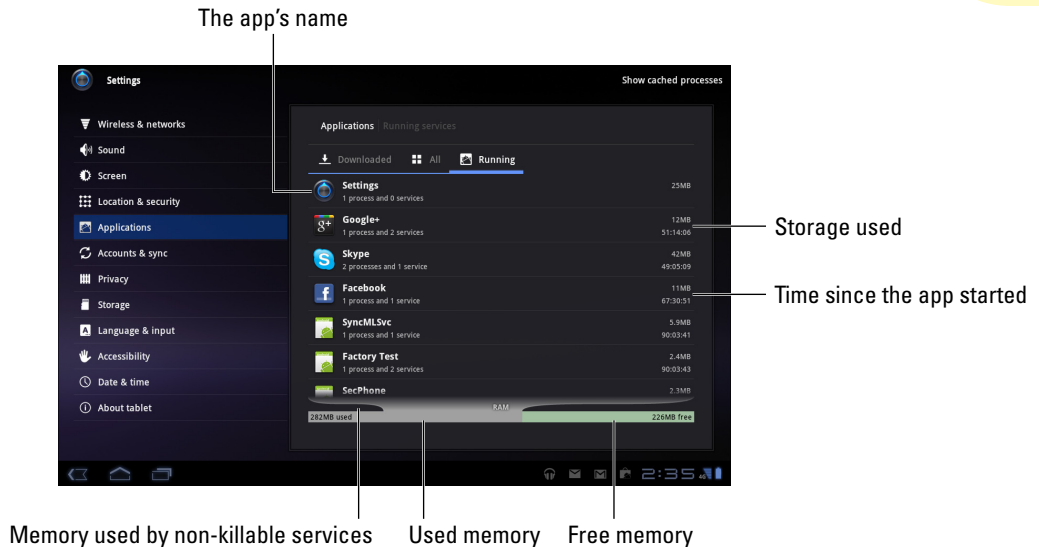 The app's name
Settings
Show cached processes
Wireless & networks
Sound
Screen
Location & security
Applications
Accounts & sync
Privacy
Storage
Language & input
Accessibility
Date & time
About tablet
Applications Running services
Downloaded All Running
Settings 25MB
1 process and 0 services
Google+ 12MB
1 process and 2 services 51:14:06
Skype 42MB
2 processes and 1 service 49:05:09
Facebook 11MB
1 process and 1 service 67:30:51
SyncMLSvc 5.9MB
1 process and 1 service 90:03:41
Factory Test 2.4MB
1 process and 2 services 90:03:43
SecPhone 2.3MB
RAM
282MB used 226MB free
2:35 4G
Storage used
Time since the app started
Memory used by non-killable services Used memory Free memory